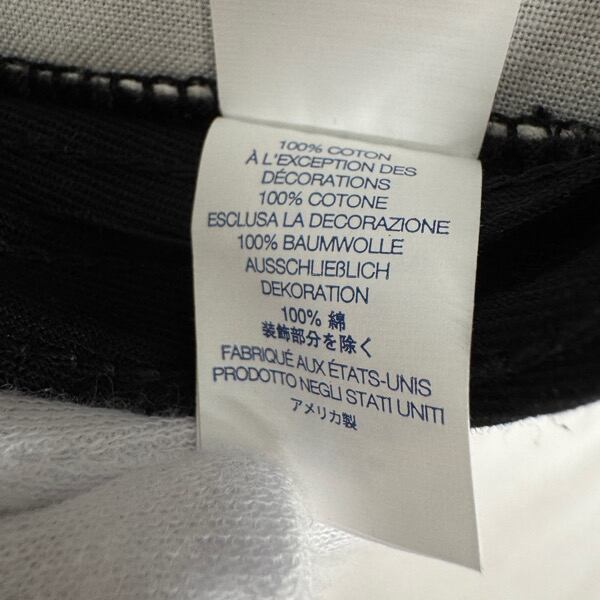 100% COTON
À L'EXCEPTION DES
DÉCORATIONS
100% COTONE
ESCLUSA LA DECORAZIONE
100% BAUMWOLLE
AUSSCHLIEßLICH
DEKORATION
100% 綿
装飾部分を除く
FABRIQUÉ AUX ÉTATS-UNIS
PRODOTTO NEGLI STATI UNITI
アメリカ製